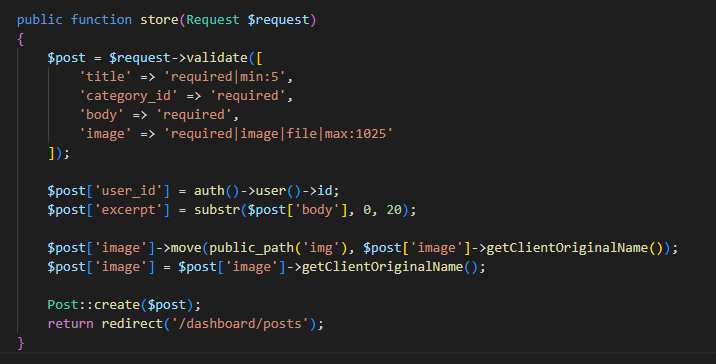 public function store(Request $request)
{
    $post = $request->validate([
        'title' => 'required|min:5',
        'category_id' => 'required',
        'body' => 'required',
        'image' => 'required|image|file|max:1025'
    ]);

    $post['user_id'] = auth()->user()->id;
    $post['excerpt'] = substr($post['body'], 0, 20);

    $post['image']->move(public_path('img'), $post['image']->getClientOriginalName());
    $post['image'] = $post['image']->getClientOriginalName();

    Post::create($post);
    return redirect('/dashboard/posts');
}